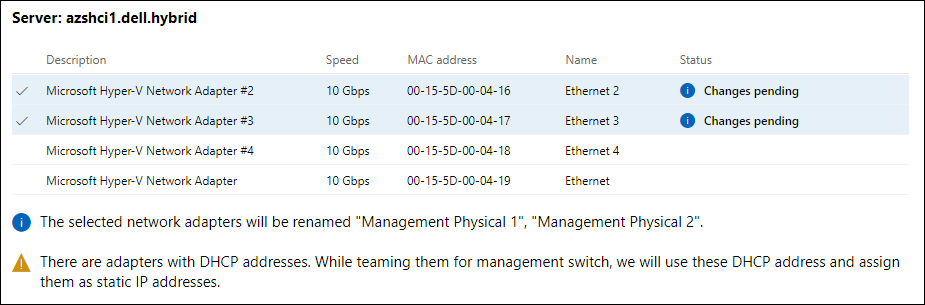 Server: azshci1.dell.hybrid
Description Speed MAC address Name Status
Microsoft Hyper-V Network Adapter #2 10 Gbps 00-15-5D-00-04-16 Ethernet 2 Changes pending
Microsoft Hyper-V Network Adapter #3 10 Gbps 00-15-5D-00-04-17 Ethernet 3 Changes pending
Microsoft Hyper-V Network Adapter #4 10 Gbps 00-15-5D-00-04-18 Ethernet 4
Microsoft Hyper-V Network Adapter 10 Gbps 00-15-5D-00-04-19 Ethernet
The selected network adapters will be renamed "Management Physical 1", "Management Physical 2".
There are adapters with DHCP addresses. While teaming them for management switch, we will use these DHCP address and assign
them as static IP addresses.